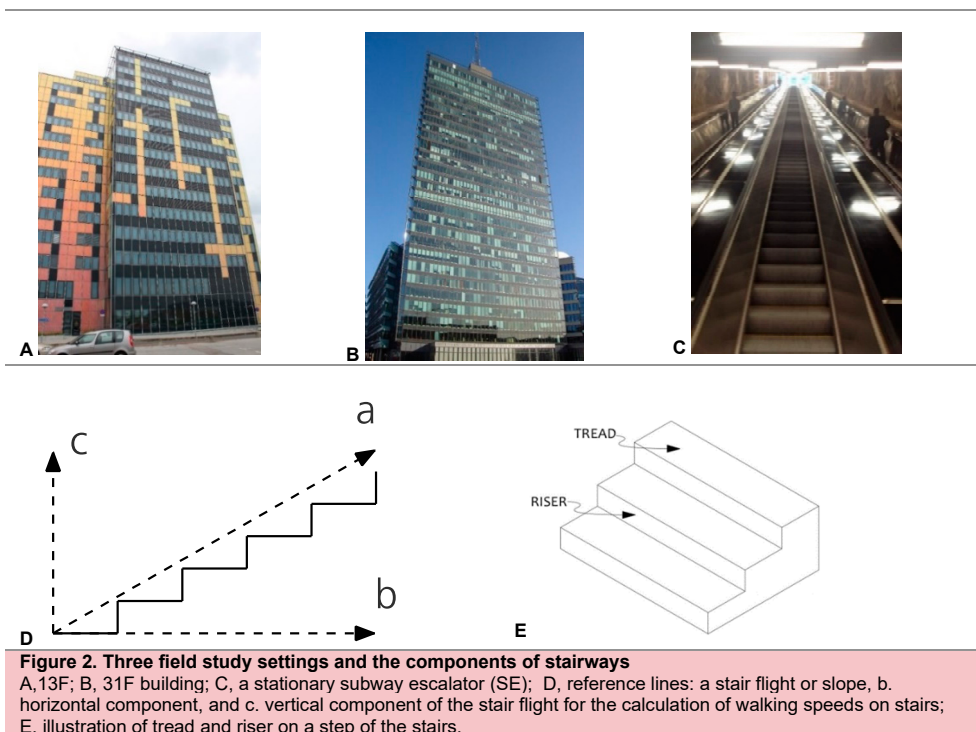 A
B
C
a
c
b
D
TREAD
RISER
E
Figure 2. Three field study settings and the components of stairways
A,13F; B, 31F building; C, a stationary subway escalator (SE); D, reference lines: a stair flight or slope, b.
horizontal component, and c. vertical component of the stair flight for the calculation of walking speeds on stairs;
E. illustration of tread and riser on a step of the stairs.